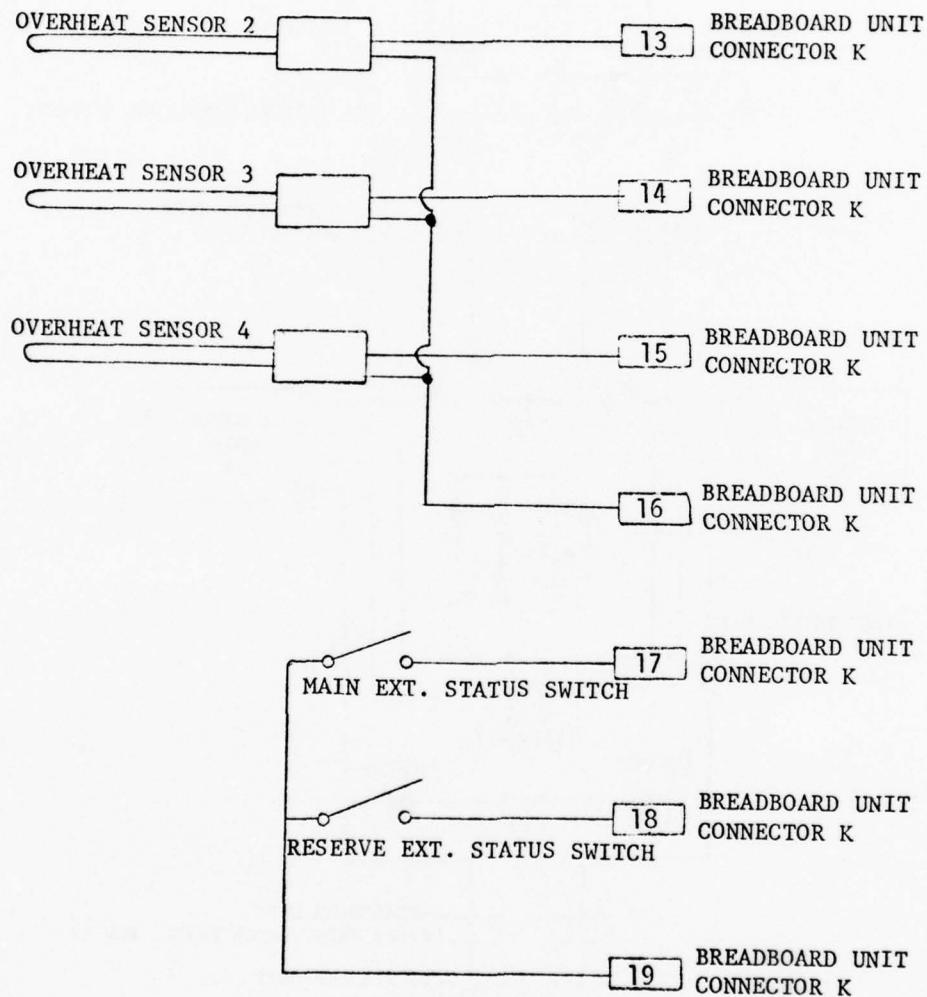 OVERHEAT SENSOR 2
13
BREADBOARD UNIT
CONNECTOR K
OVERHEAT SENSOR 3
14
BREADBOARD UNIT
CONNECTOR K
OVERHEAT SENSOR 4
15
BREADBOARD UNIT
CONNECTOR K
16
BREADBOARD UNIT
CONNECTOR K
17
BREADBOARD UNIT
CONNECTOR K
MAIN EXT. STATUS SWITCH
18
BREADBOARD UNIT
CONNECTOR K
RESERVE EXT. STATUS SWITCH
19
BREADBOARD UNIT
CONNECTOR K